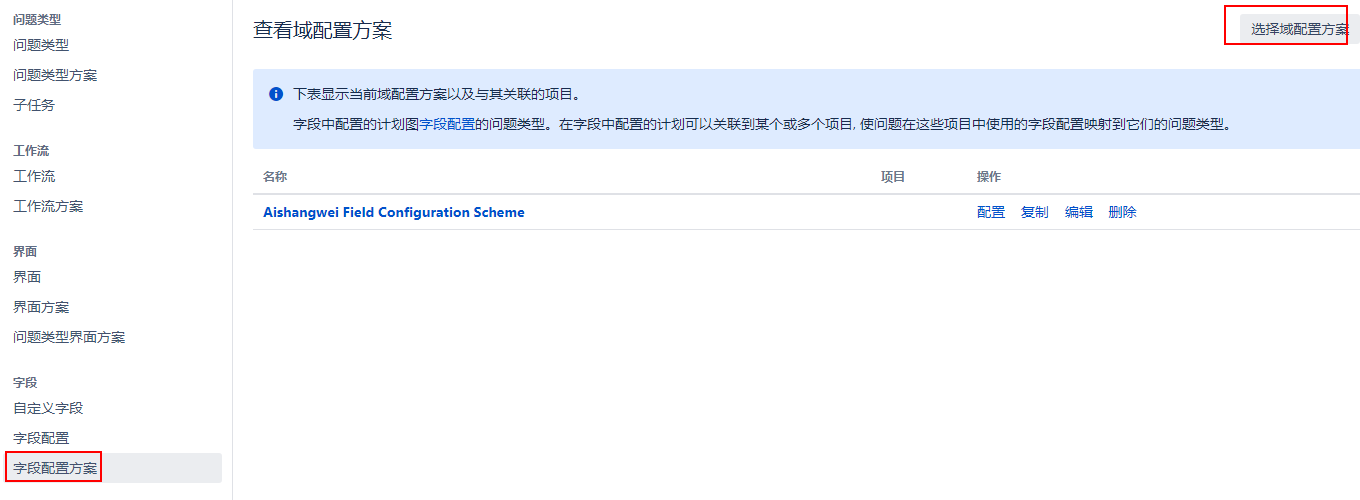 问题类型
问题类型
问题类型方案
子任务
工作流
工作流
工作流方案
界面
界面
界面方案
问题类型界面方案
字段
自定义字段
字段配置
字段配置方案
查看域配置方案
选择域配置方案
下表显示当前域配置方案以及与其关联的项目。
字段中配置的计划图字段配置的问题类型。在字段中配置的计划可以关联到某个或多个项目, 使问题在这些项目中使用的字段配置映射到它们的问题类型。
名称 项目 操作
Aishangwei Field Configuration Scheme 配置 复制 编辑 删除